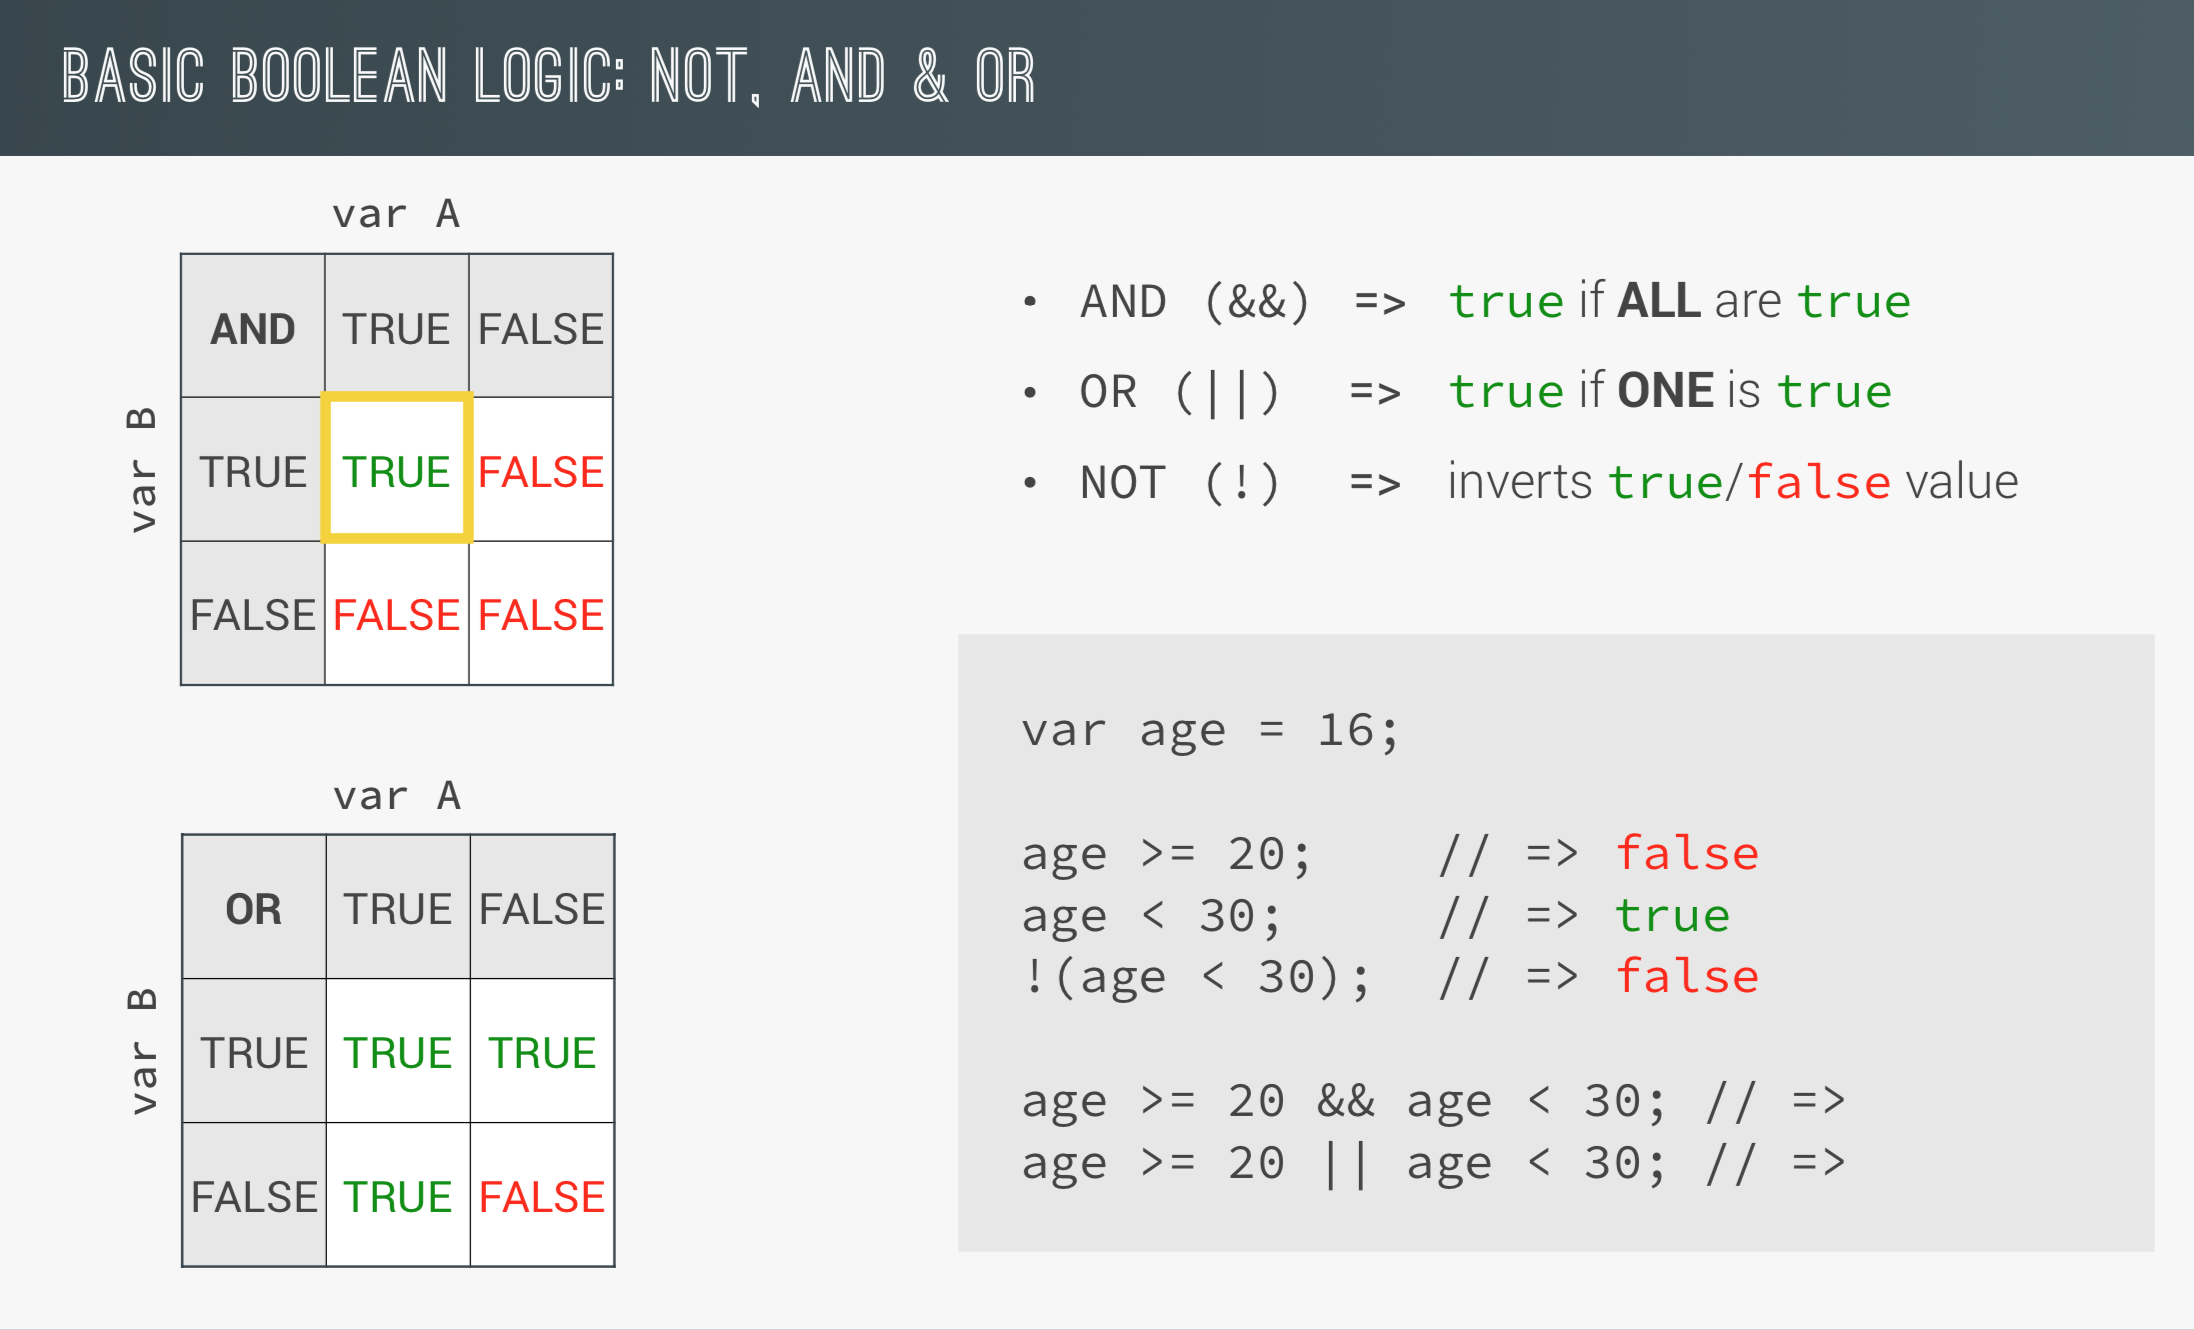 BASIC BOOLEAN LOGIC: NOT, AND & OR
var A
AND TRUE FALSE
var B
TRUE TRUE FALSE
FALSE FALSE FALSE
var A
OR TRUE FALSE
var B
TRUE TRUE TRUE
FALSE TRUE FALSE
• AND (&&) => true if ALL are true
• OR (||) => true if ONE is true
• NOT (!) => inverts true/false value
var age = 16;
age >= 20; // => false
age < 30; // => true
!(age < 30); // => false
age >= 20 && age < 30; // =>
age >= 20 || age < 30; // =>